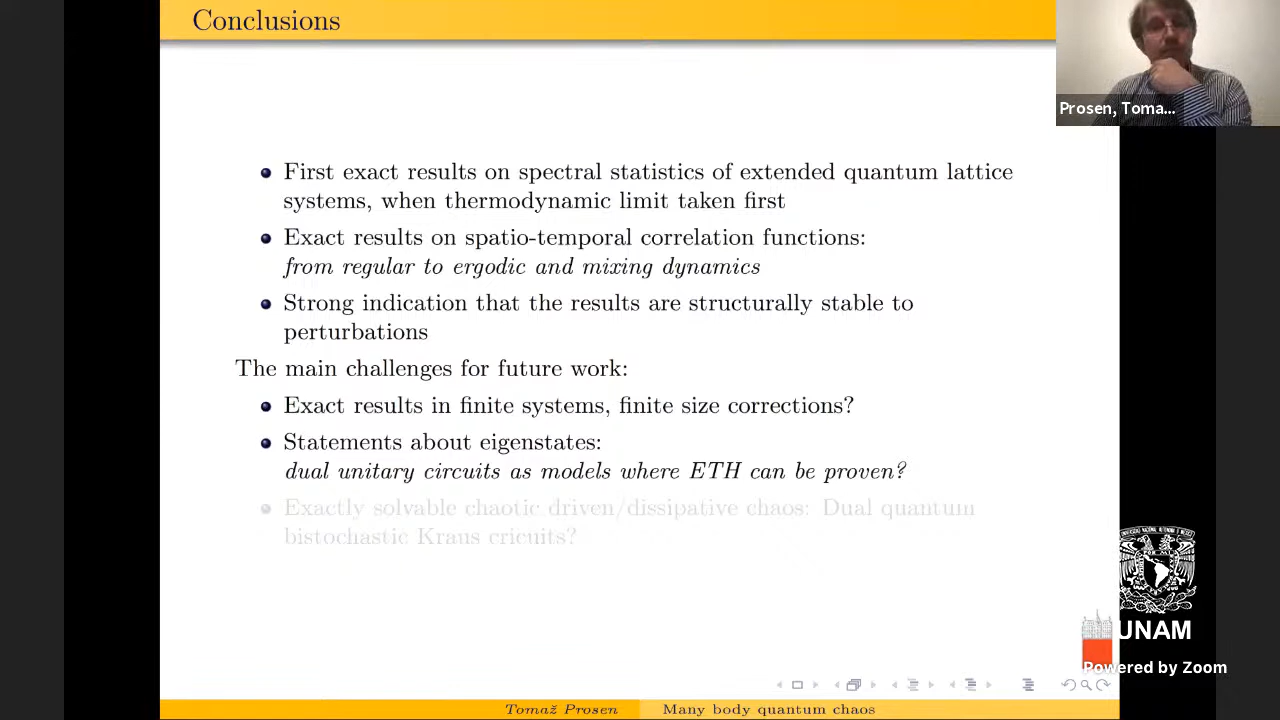 Conclusions
Prosen, Toma...
First exact results on spectral statistics of extended quantum lattice
systems, when thermodynamic limit taken first
Exact results on spatio-temporal correlation functions:
from regular to ergodic and mixing dynamics
Strong indication that the results are structurally stable to
perturbations
The main challenges for future work:
Exact results in finite systems, finite size corrections?
Statements about eigenstates:
dual unitary circuits as models where ETH can be proven?
Exactly solvable chaotic driven/dissipative chaos: Dual quantum
bistochastic Kraus cricuits?
UNAM
Powered by Zoom
Tomaž Prosen
Many body quantum chaos